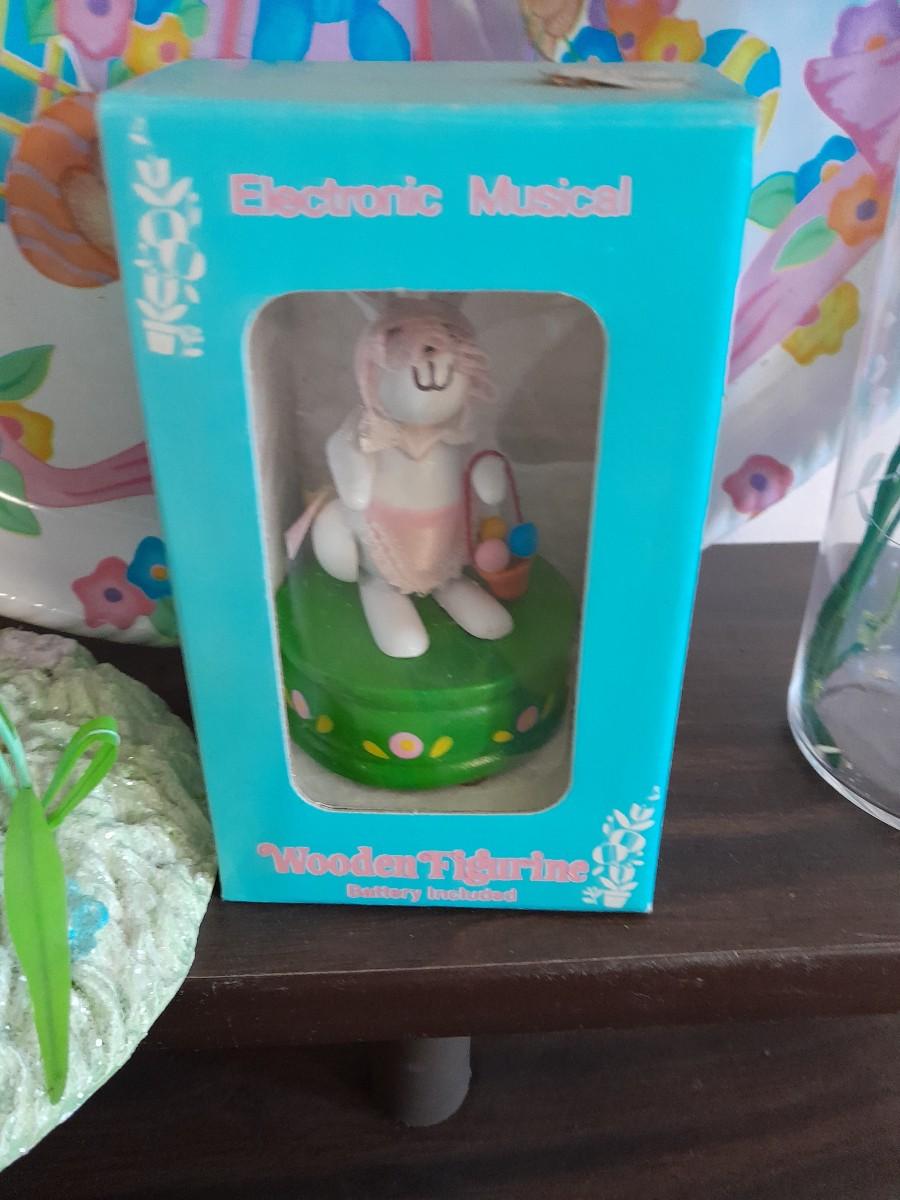 Electronic Musical
Wooden Figurine
Battery Included